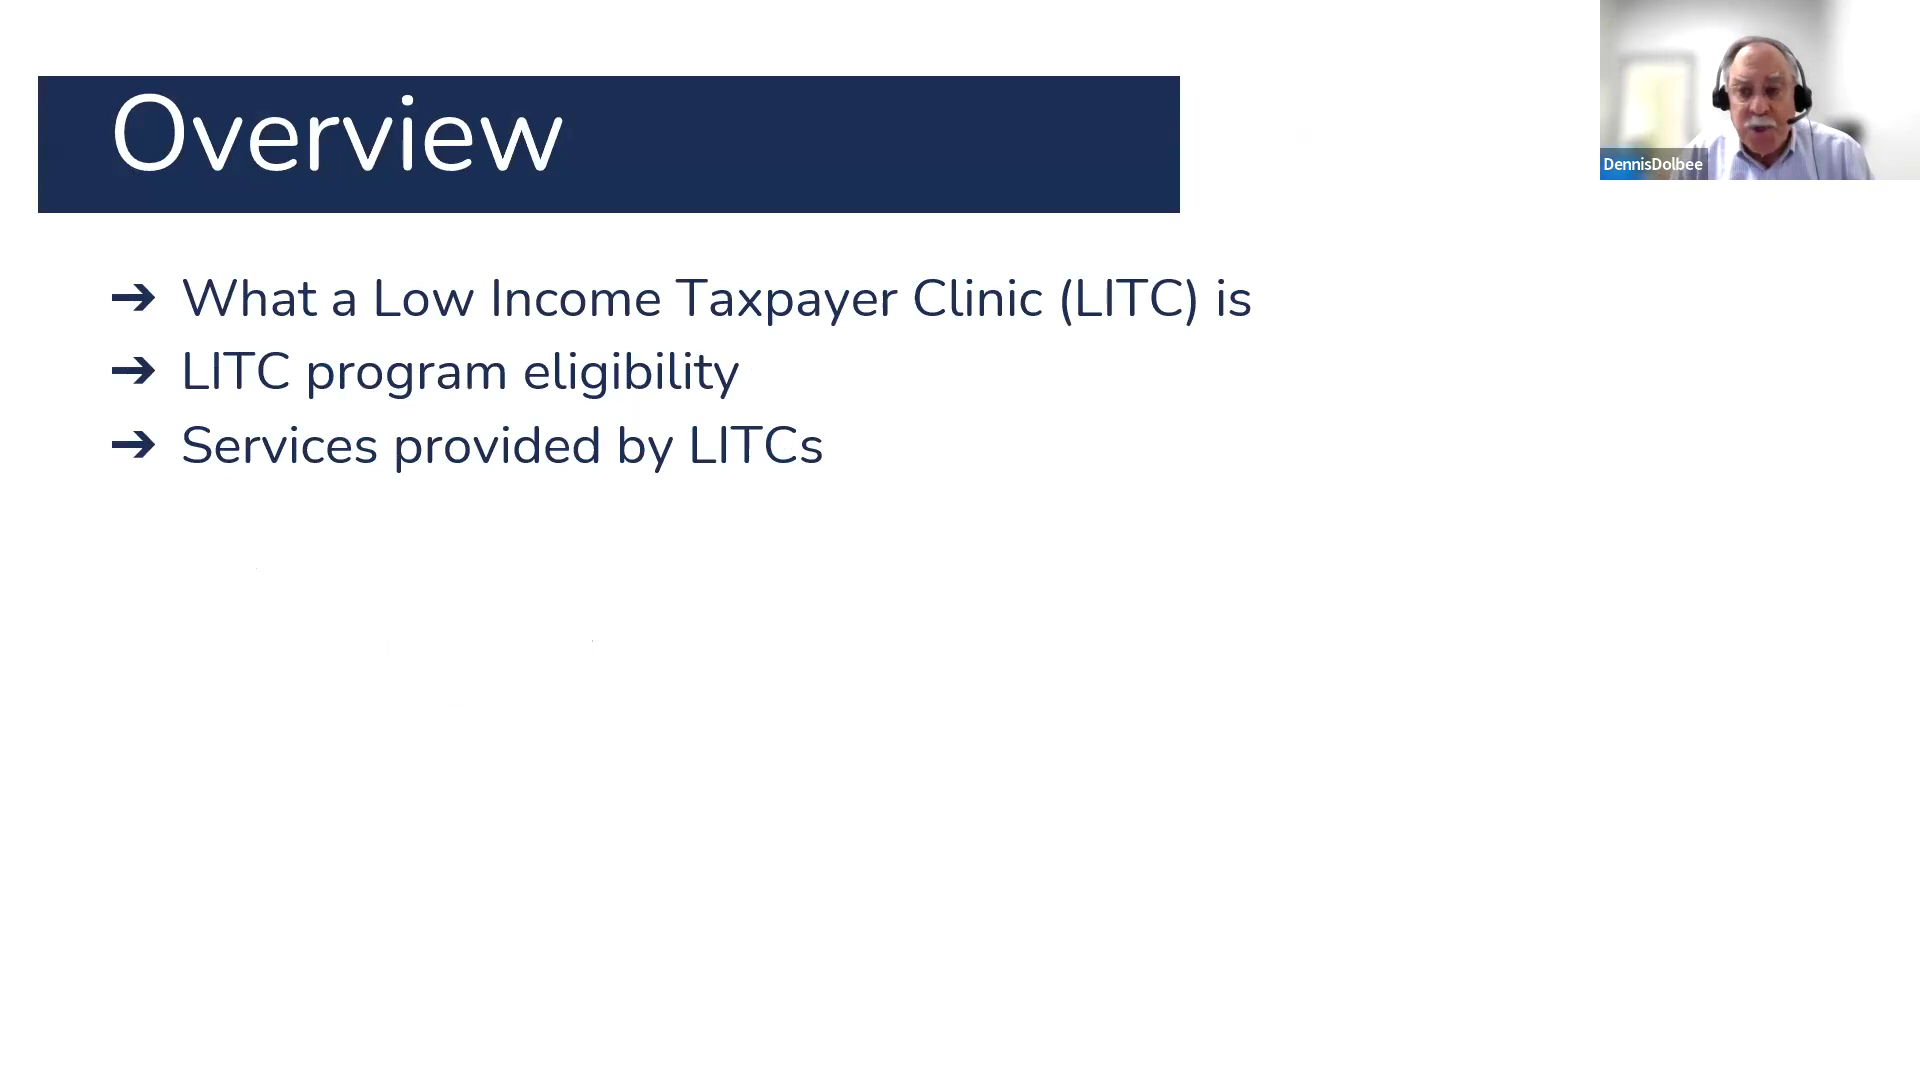 Overview
DennisDolbee
➔ What a Low Income Taxpayer Clinic (LITC) is
➔ LITC program eligibility
➔ Services provided by LITCs